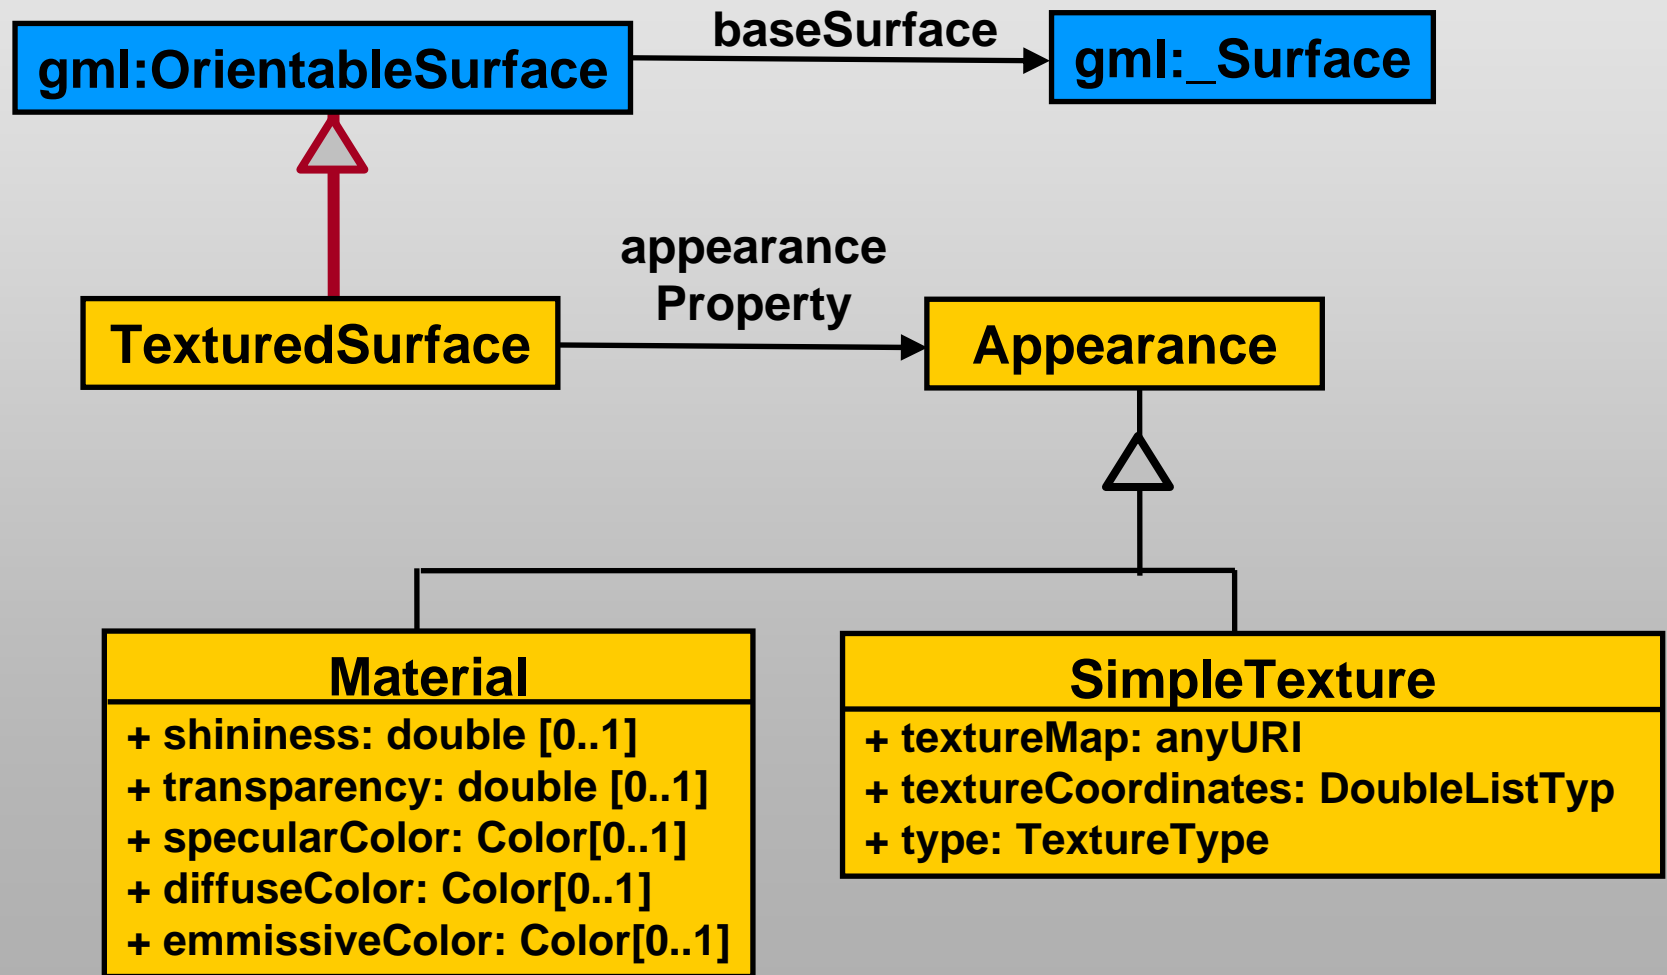 gml:OrientableSurface
baseSurface
gml:_Surface
appearance
Property
TexturedSurface
Appearance
Material
+ shininess: double [0..1]
+ transparency: double [0..1]
+ specularColor: Color[0..1]
+ diffuseColor: Color[0..1]
+ emmissiveColor: Color[0..1]
SimpleTexture
+ textureMap: anyURI
+ textureCoordinates: DoubleListTyp
+ type: TextureType